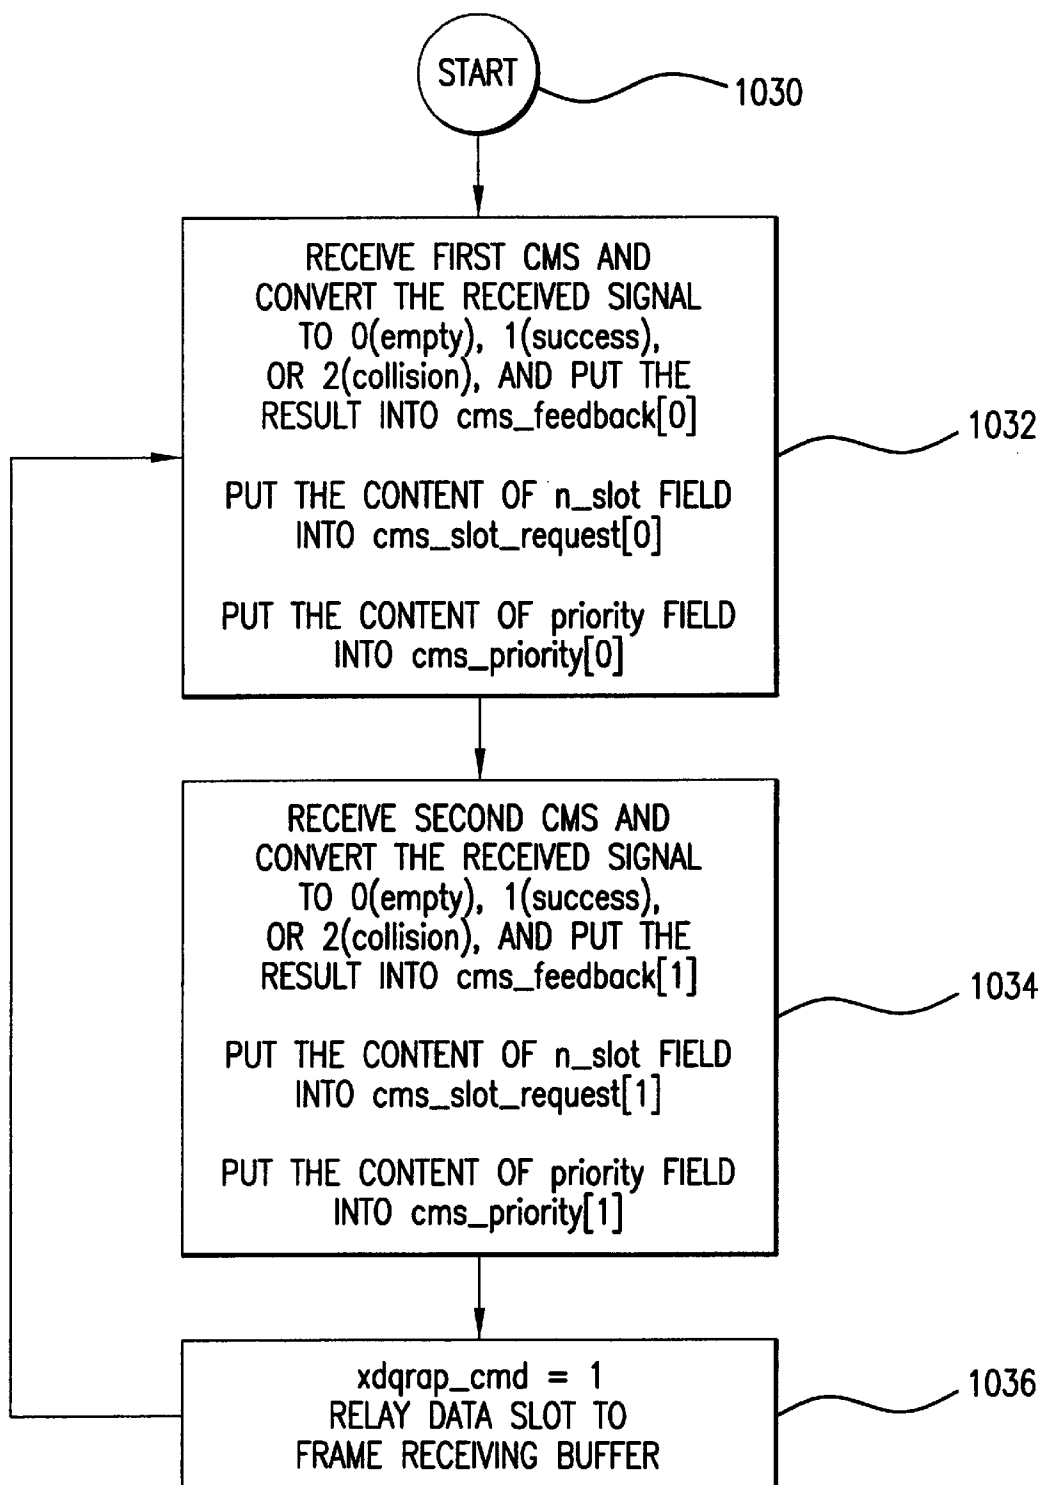 START
1030
RECEIVE FIRST CMS AND
CONVERT THE RECEIVED SIGNAL
TO 0(empty), 1(success),
OR 2(collision), AND PUT THE
RESULT INTO cms_feedback[0]
PUT THE CONTENT OF n_slot FIELD
INTO cms_slot_request[0]
PUT THE CONTENT OF priority FIELD
INTO cms_priority[0]
1032
RECEIVE SECOND CMS AND
CONVERT THE RECEIVED SIGNAL
TO 0(empty), 1(success),
OR 2(collision), AND PUT THE
RESULT INTO cms_feedback[1]
PUT THE CONTENT OF n_slot FIELD
INTO cms_slot_request[1]
PUT THE CONTENT OF priority FIELD
INTO cms_priority[1]
1034
xdqrap_cmd = 1
RELAY DATA SLOT TO
FRAME RECEIVING BUFFER
1036